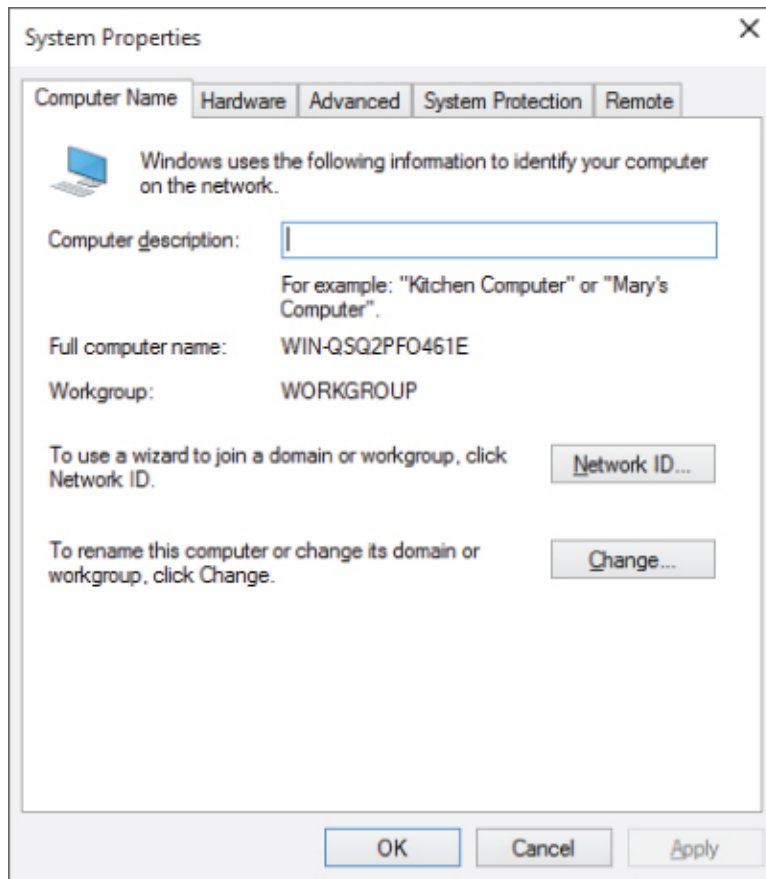 System Properties
Computer Name
Hardware
Advanced
System Protection
Remote
Windows uses the following information to identify your computer
on the network.
Computer description:
For example: "Kitchen Computer" or "Mary's
Computer".
Full computer name:
WIN-QSQ2PFO461E
Workgroup:
WORKGROUP
To use a wizard to join a domain or workgroup, click
Network ID.
Network ID...
To rename this computer or change its domain or
workgroup, click Change.
Change...
OK
Cancel
Apply